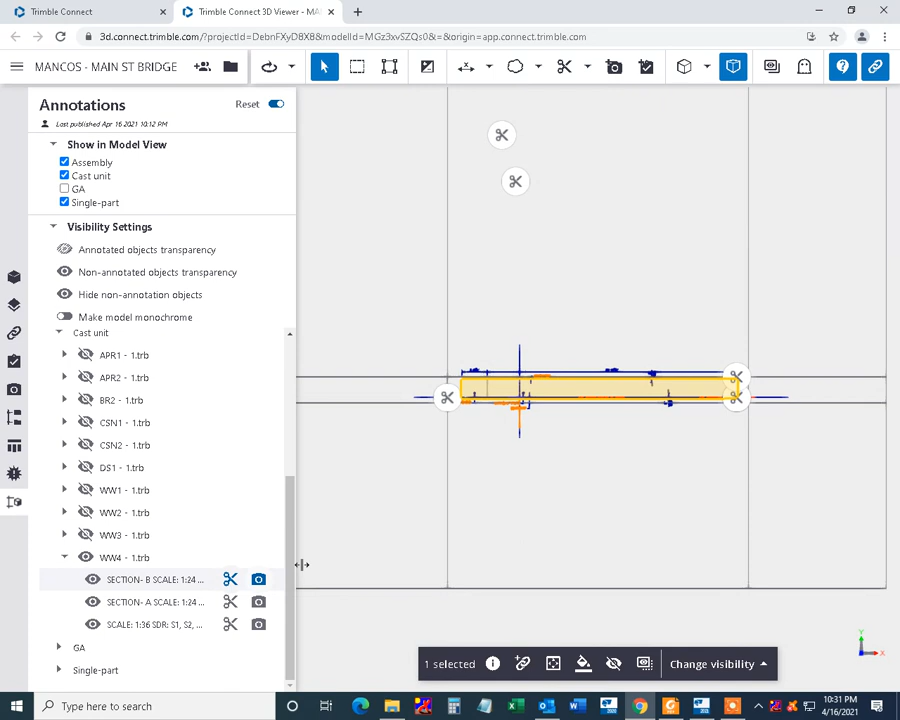 Trimble Connect
Trimble Connect 3D Viewer - MA
3d.connect.trimble.com/?projectId=DebnFXyD8X8&modelId=MGz3xvSZQs0&=&origin=app.connect.trimble.com
MANCOS - MAIN ST BRIDGE
Annotations
Reset
Last published Apr 16 2021 10:12 PM
Show in Model View
Assembly
Cast unit
GA
Single-part
Visibility Settings
Annotated objects transparency
Non-annotated objects transparency
Hide non-annotation objects
Make model monochrome
Cast unit
APR1 - 1.trb
APR2 - 1.trb
BR2 - 1.trb
CSN1 - 1.trb
CSN2 - 1.trb
DS1 - 1.trb
WW1 - 1.trb
WW2 - 1.trb
WW3 - 1.trb
WW4 - 1.trb
SECTION- B SCALE: 1:24 ...
SECTION- A SCALE: 1:24 ...
SCALE: 1:36 SDR: S1, S2, ...
GA
Single-part
1 selected
Change visibility
Y
X
Type here to search
10:31 PM
4/16/2021